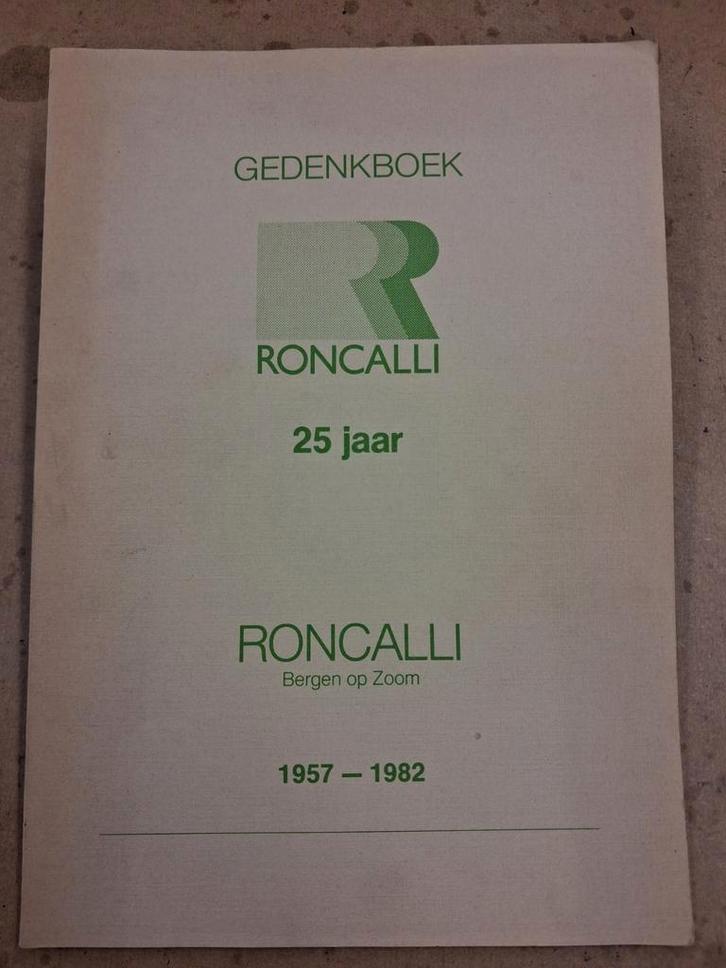 GEDENKBOEK
R
RONCALLI
25 jaar
RONCALLI
Bergen op Zoom
1957 — 1982